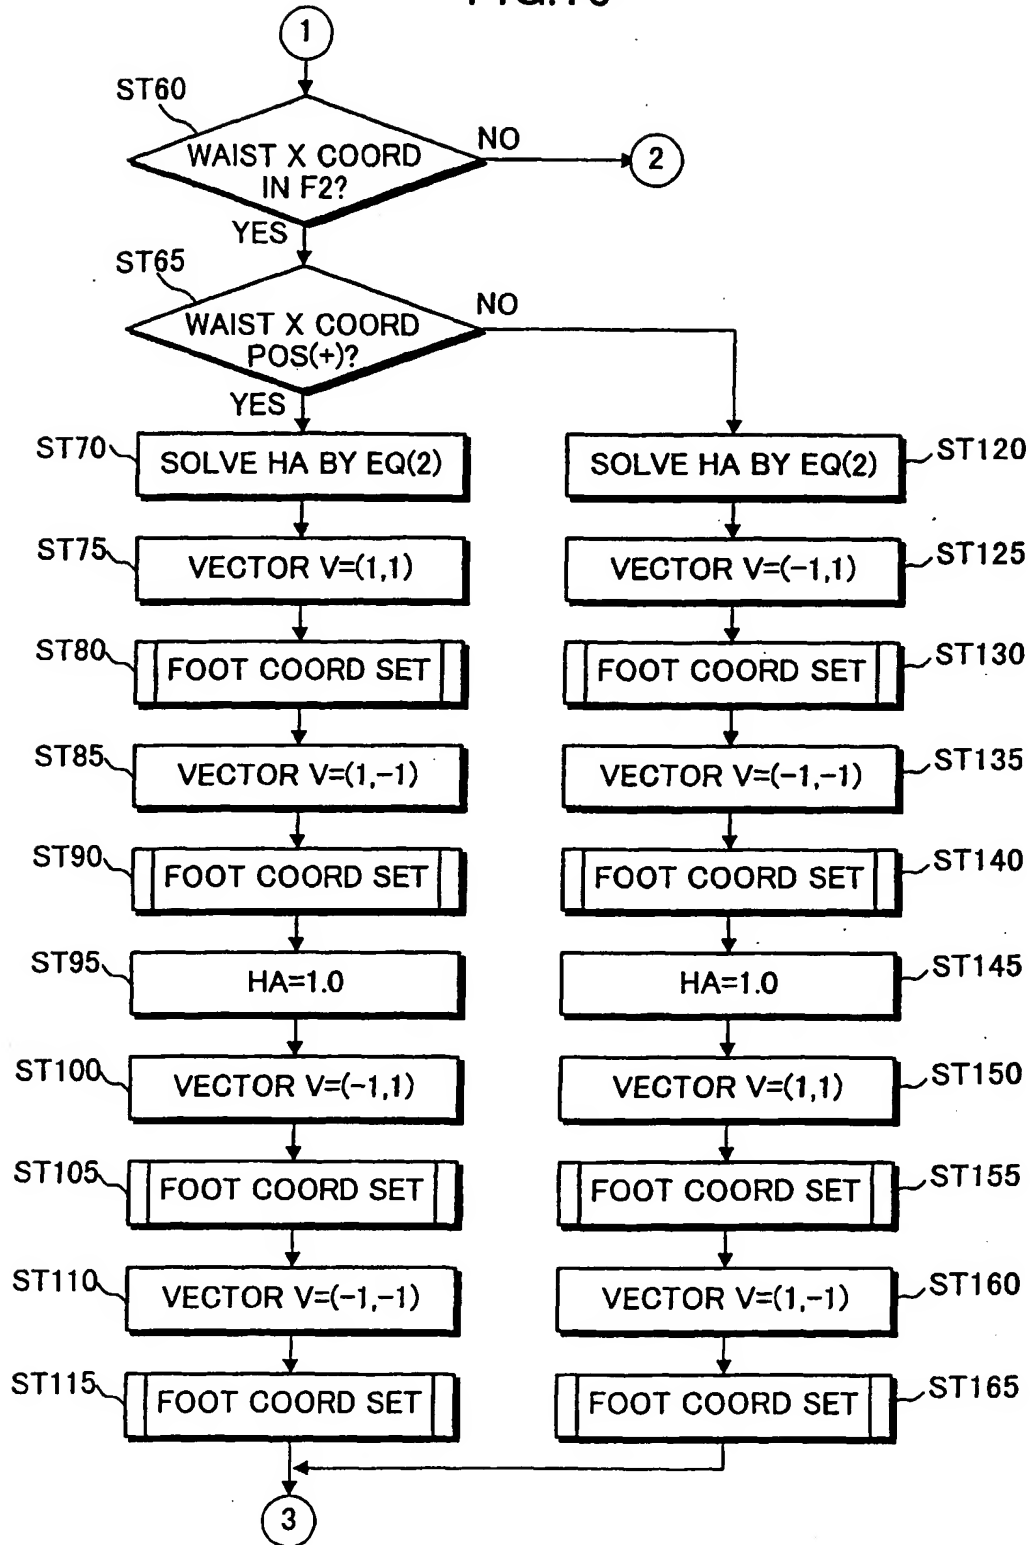 1
ST60
WAIST X COORD
IN F2?
NO
2
YES
ST65
WAIST X COORD
POS(+)?
NO
YES
ST70
SOLVE HA BY EQ(2)
SOLVE HA BY EQ(2)
ST120
ST75
VECTOR V=(1,1)
VECTOR V=(-1,1)
ST125
ST80
FOOT COORD SET
FOOT COORD SET
ST130
ST85
VECTOR V=(1,-1)
VECTOR V=(-1,-1)
ST135
ST90
FOOT COORD SET
FOOT COORD SET
ST140
ST95
HA=1.0
HA=1.0
ST145
ST100
VECTOR V=(-1,1)
VECTOR V=(1,1)
ST150
ST105
FOOT COORD SET
FOOT COORD SET
ST155
ST110
VECTOR V=(-1,-1)
VECTOR V=(1,-1)
ST160
ST115
FOOT COORD SET
FOOT COORD SET
ST165
3